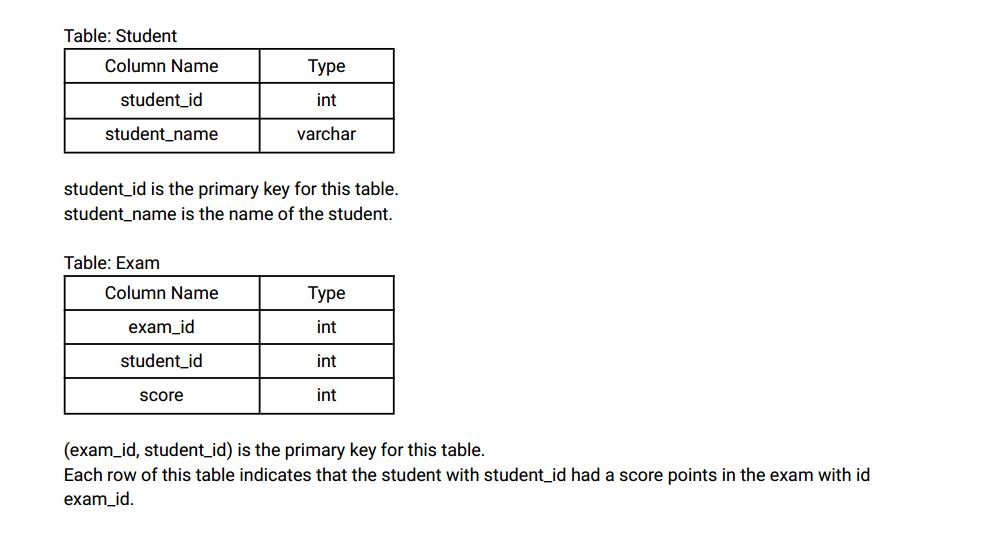 Table: Student
Column Name Type
student_id int
student_name varchar
student_id is the primary key for this table.
student_name is the name of the student.
Table: Exam
Column Name Type
exam_id int
student_id int
score int
(exam_id, student_id) is the primary key for this table.
Each row of this table indicates that the student with student_id had a score points in the exam with id
exam_id.